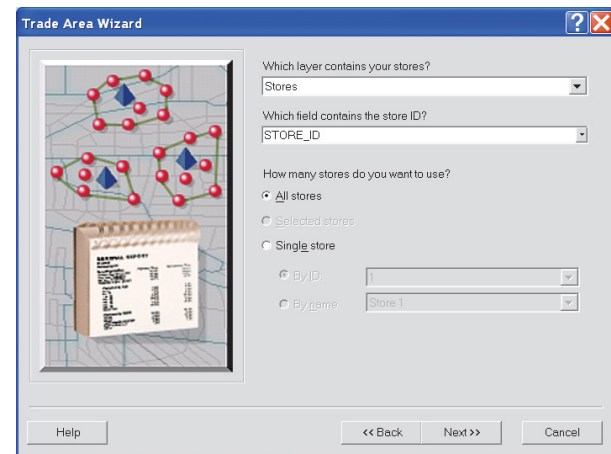 Trade Area Wizard
Which layer contains your stores?
Stores
Which field contains the store ID?
STORE_ID
How many stores do you want to use?
All stores
Selected stores
Single store
By ID:
1
By name:
Store 1
Help
<< Back
Next >>
Cancel